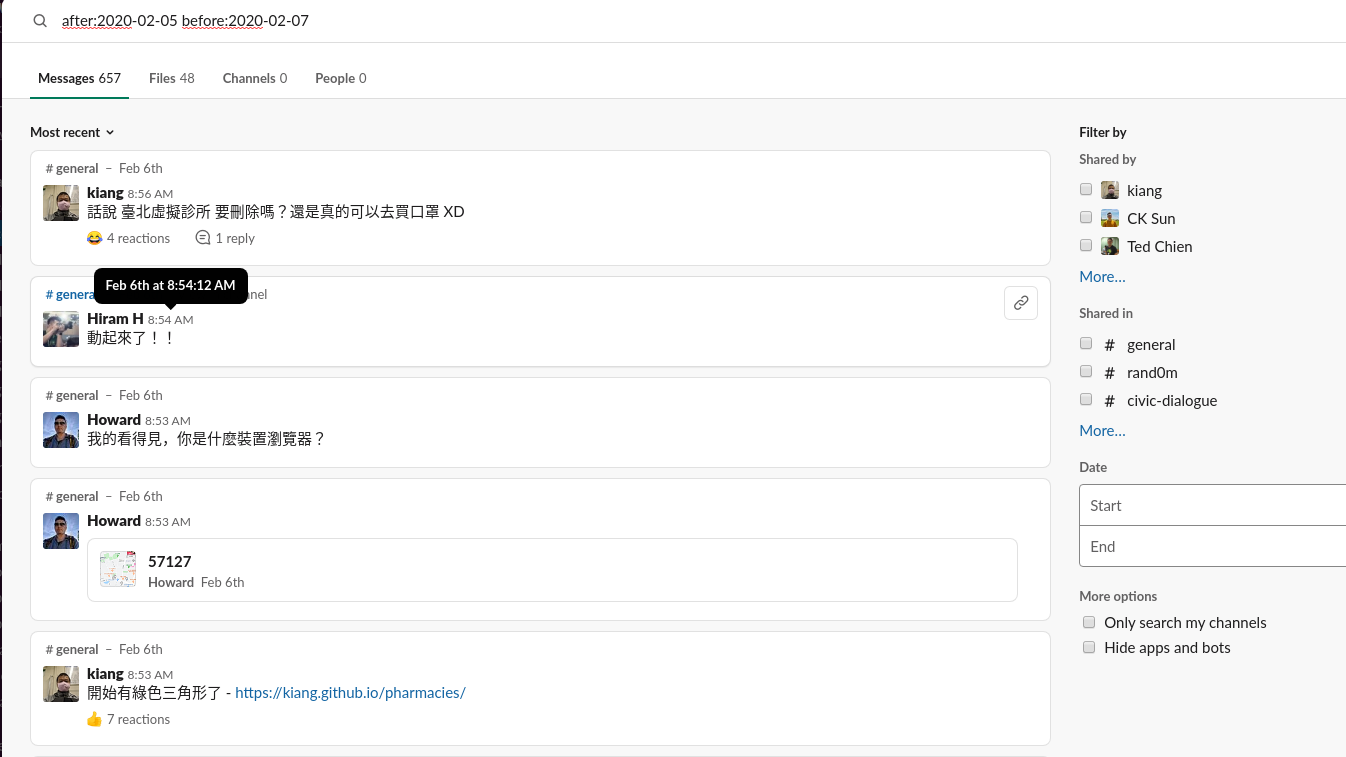 after:2020-02-05 before:2020-02-07
Messages 657 Files 48 Channels 0 People 0
Most recent
# general – Feb 6th
kiang 8:56 AM
話說 臺北虛擬診所 要刪除嗎？還是真的可以去買口罩 XD
4 reactions 1 reply
Feb 6th at 8:54:12 AM
# genera nel
Hiram H 8:54 AM
動起來了！！
# general – Feb 6th
Howard 8:53 AM
我的看得見，你是什麼裝置瀏覽器？
# general – Feb 6th
Howard 8:53 AM
57127
Howard Feb 6th
# general – Feb 6th
kiang 8:53 AM
開始有綠色三角形了 - https://kiang.github.io/pharmacies/
7 reactions
Filter by
Shared by
kiang
CK Sun
Ted Chien
More...
Shared in
# general
# rand0m
# civic-dialogue
More...
Date
Start
End
More options
Only search my channels
Hide apps and bots